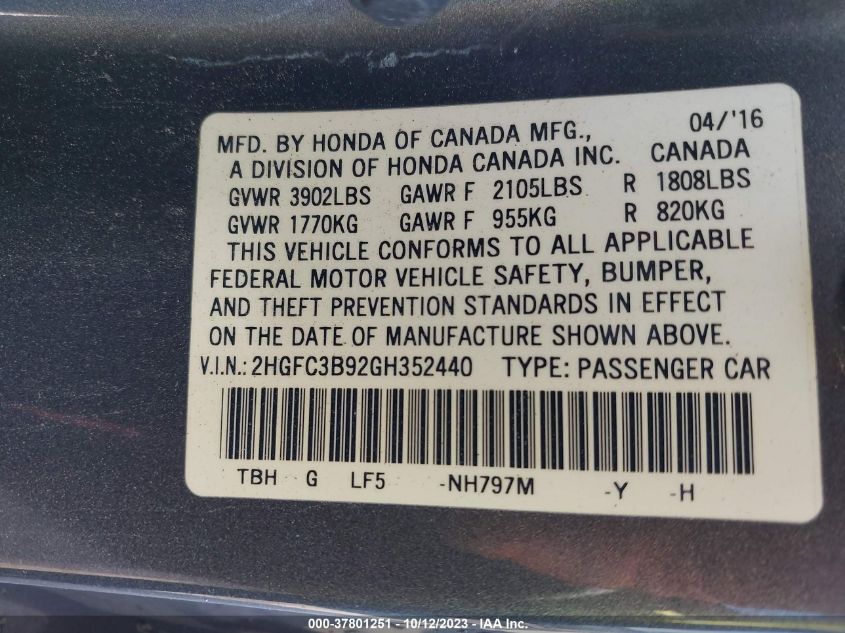 04/'16
MFD. BY HONDA OF CANADA MFG.,
A DIVISION OF HONDA CANADA INC. CANADA
GVWR 3902LBS GAWR F 2105LBS R 1808LBS
GVWR 1770KG GAWR F 955KG R 820KG
THIS VEHICLE CONFORMS TO ALL APPLICABLE
FEDERAL MOTOR VEHICLE SAFETY, BUMPER,
AND THEFT PREVENTION STANDARDS IN EFFECT
ON THE DATE OF MANUFACTURE SHOWN ABOVE.
V.I.N.: 2HGFC3B92GH352440 TYPE: PASSENGER CAR
TBH G LF5 -NH797M -Y -H
000-37801251 - 10/12/2023 - IAA Inc.